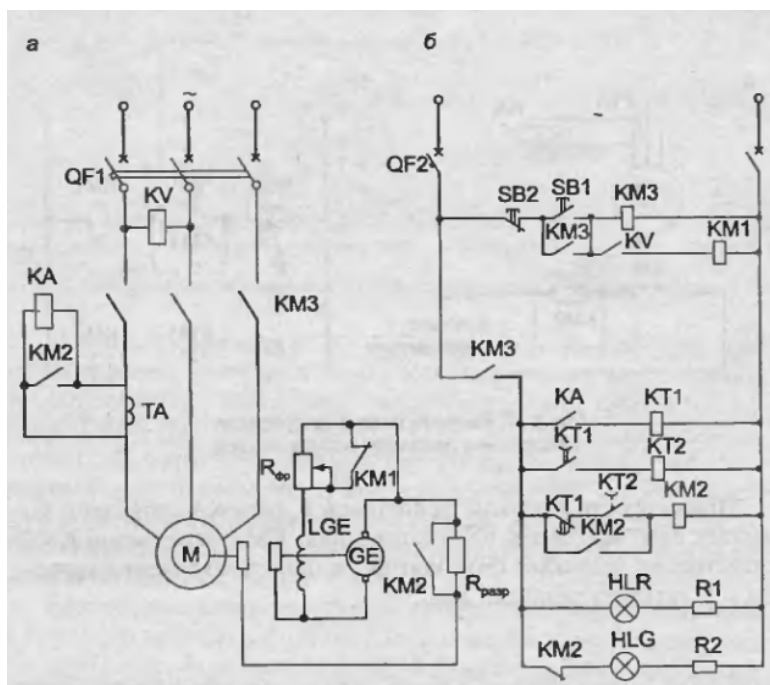 а
б
~
QF1
KV
KA
KM2
TA
KM3
Rфр
KM1
LGE
M
GE
KM2
Rразр
QF2
SB2
SB1
KM3
KM3
KV
KM1
KM3
KA
KT1
KT1
KT2
KT1
KT2
KM2
KM2
HLR
R1
KM2
HLG
R2